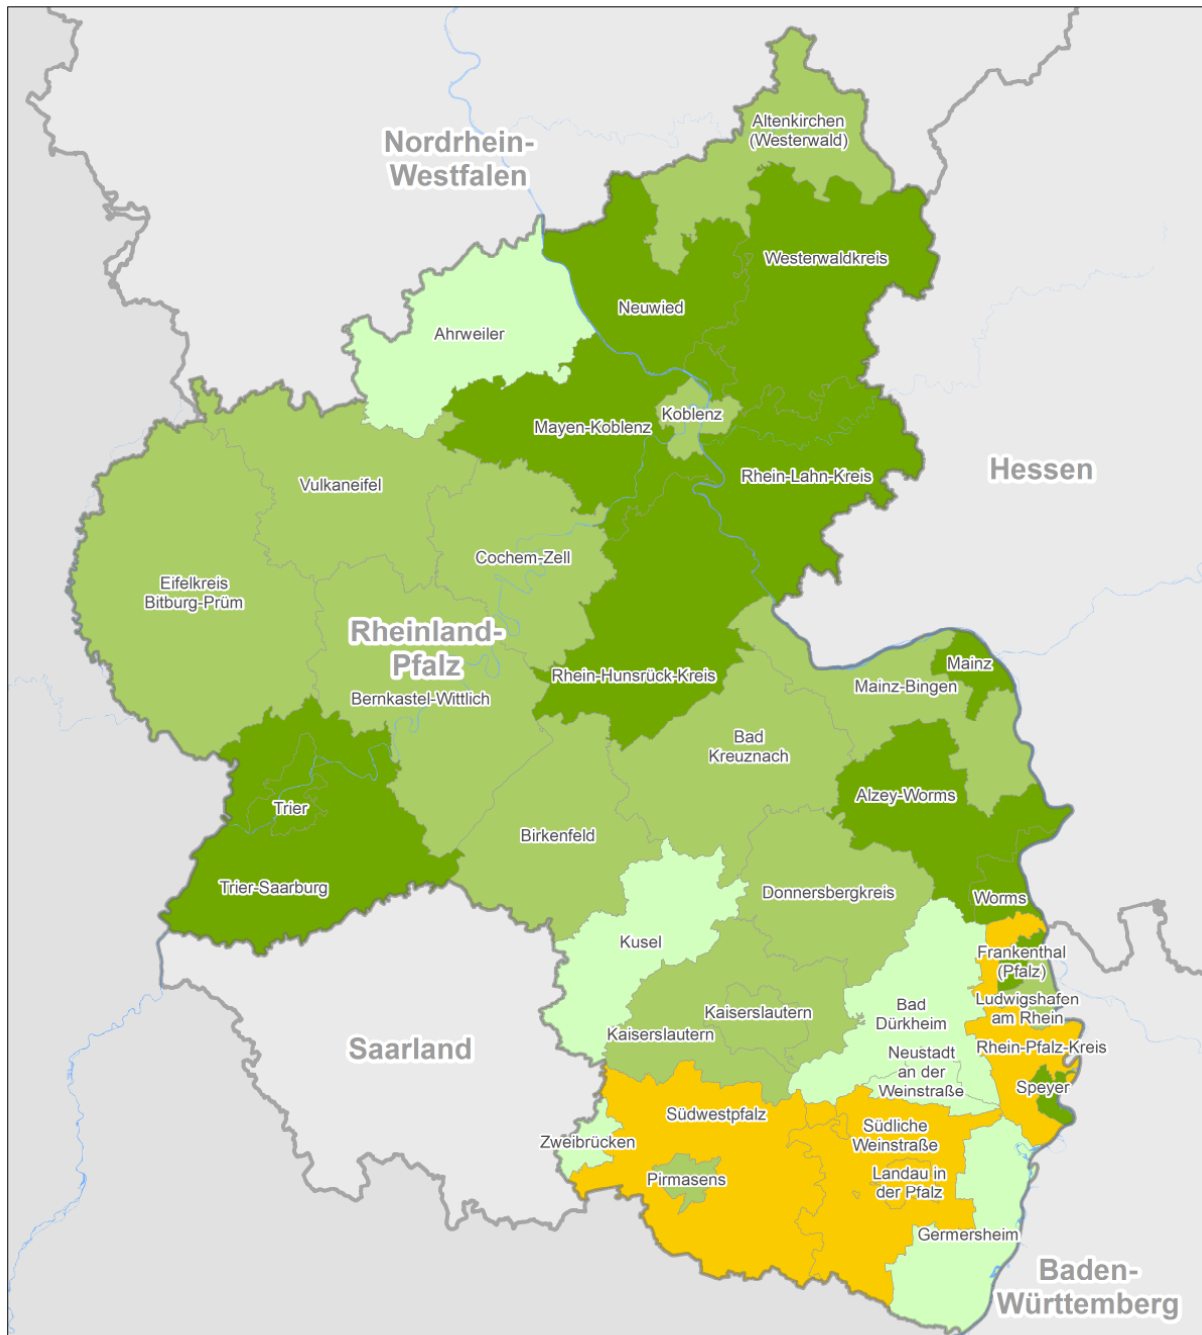 Altenkirchen
(Westerwald)
Nordrhein-
Westfalen
Westerwaldkreis
Neuwied
Ahrweiler
Koblenz
Mayen-Koblenz
Hessen
Rhein-Lahn-Kreis
Vulkaneifel
Cochem-Zell
Eifelkreis
Bitburg-Prüm
Rheinland-
Pfalz
Mainz
Rhein-Hunsrück-Kreis
Mainz-Bingen
Bernkastel-Wittlich
Bad
Kreuznach
Alzey-Worms
Trier
Birkenfeld
Trier-Saarburg
Donnersbergkreis
Worms
Kusel
Frankenthal
(Pfalz)
Ludwigshafen
am Rhein
Bad
Dürkheim
Kaiserslautern
Kaiserslautern
Saarland
Rhein-Pfalz-Kreis
Neustadt
an der
Weinstraße
Speyer
Südwestpfalz
Südliche
Weinstraße
Zweibrücken
Pirmasens
Landau in
der Pfalz
Germersheim
Baden-
Württemberg